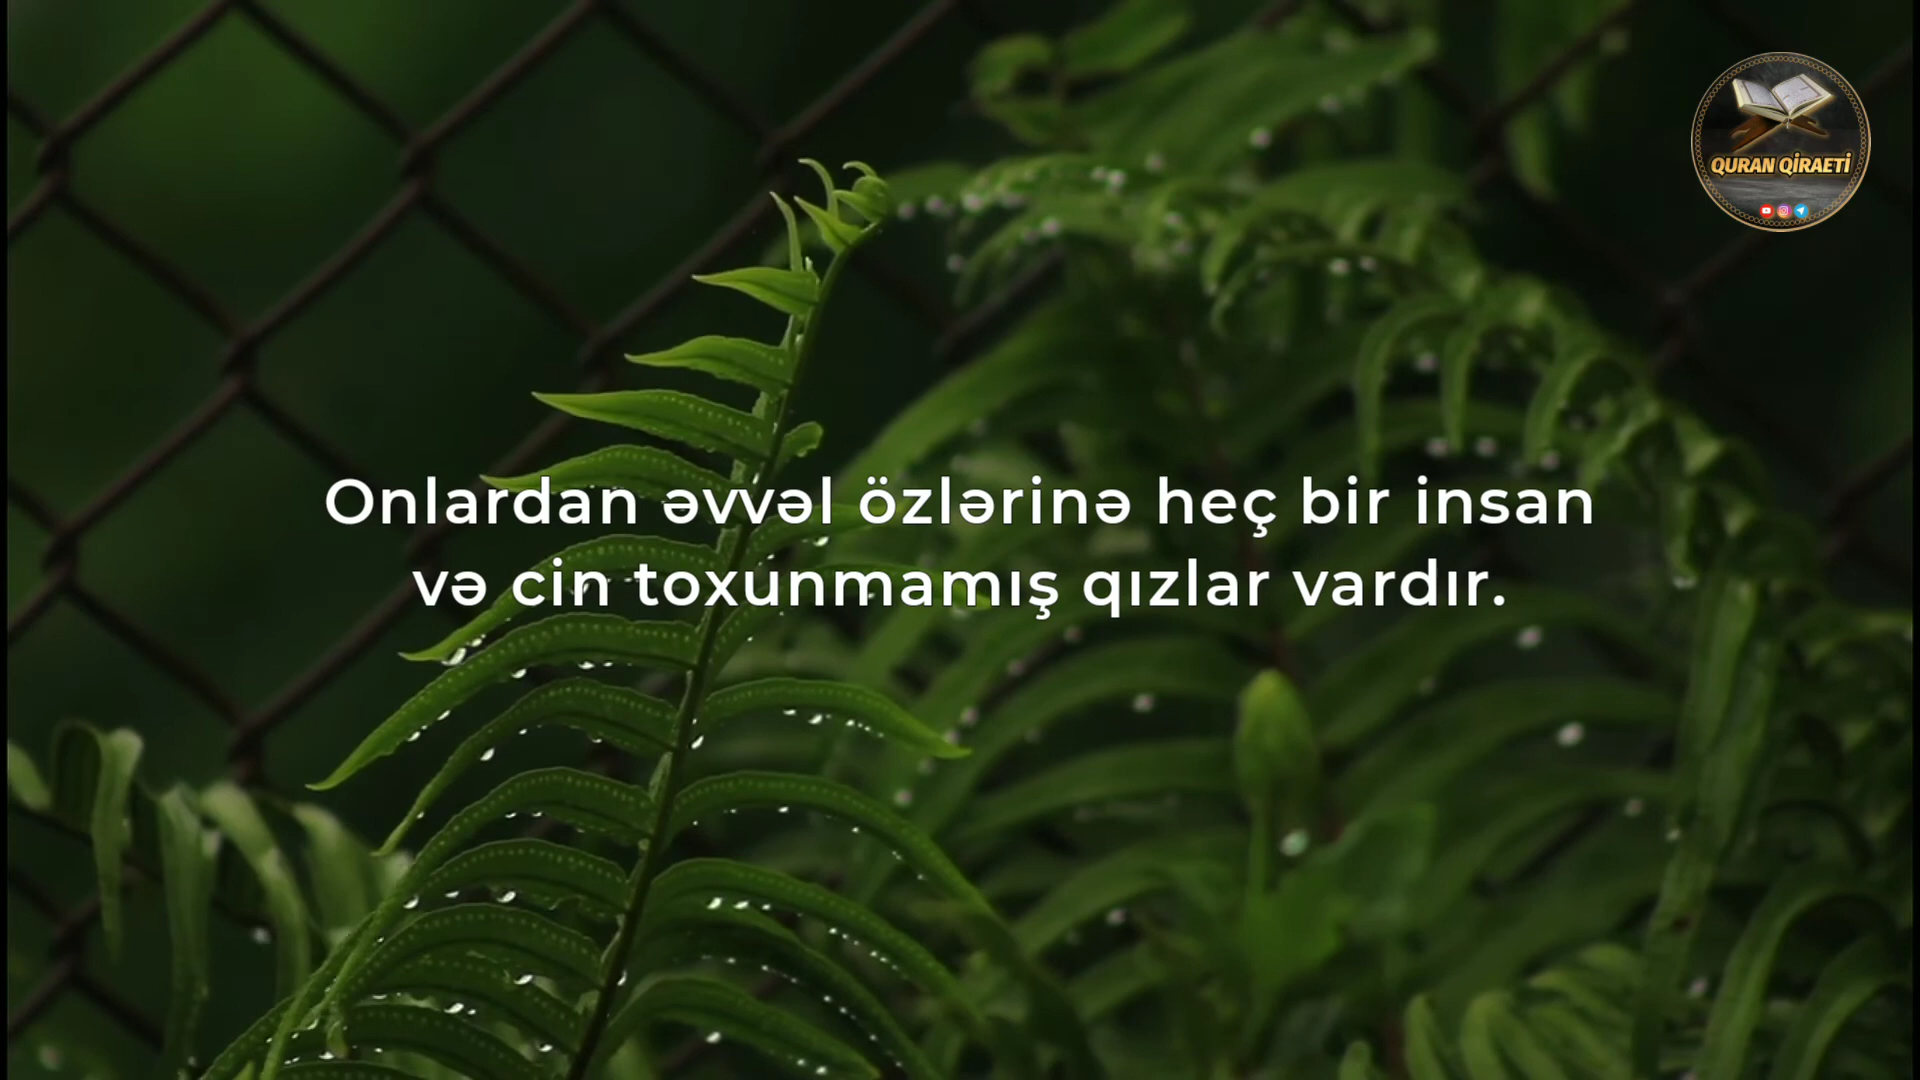 QURAN QİRAETİ
Onlardan əvvəl özlərinə heç bir insan
və cin toxunmamış qızlar vardır.